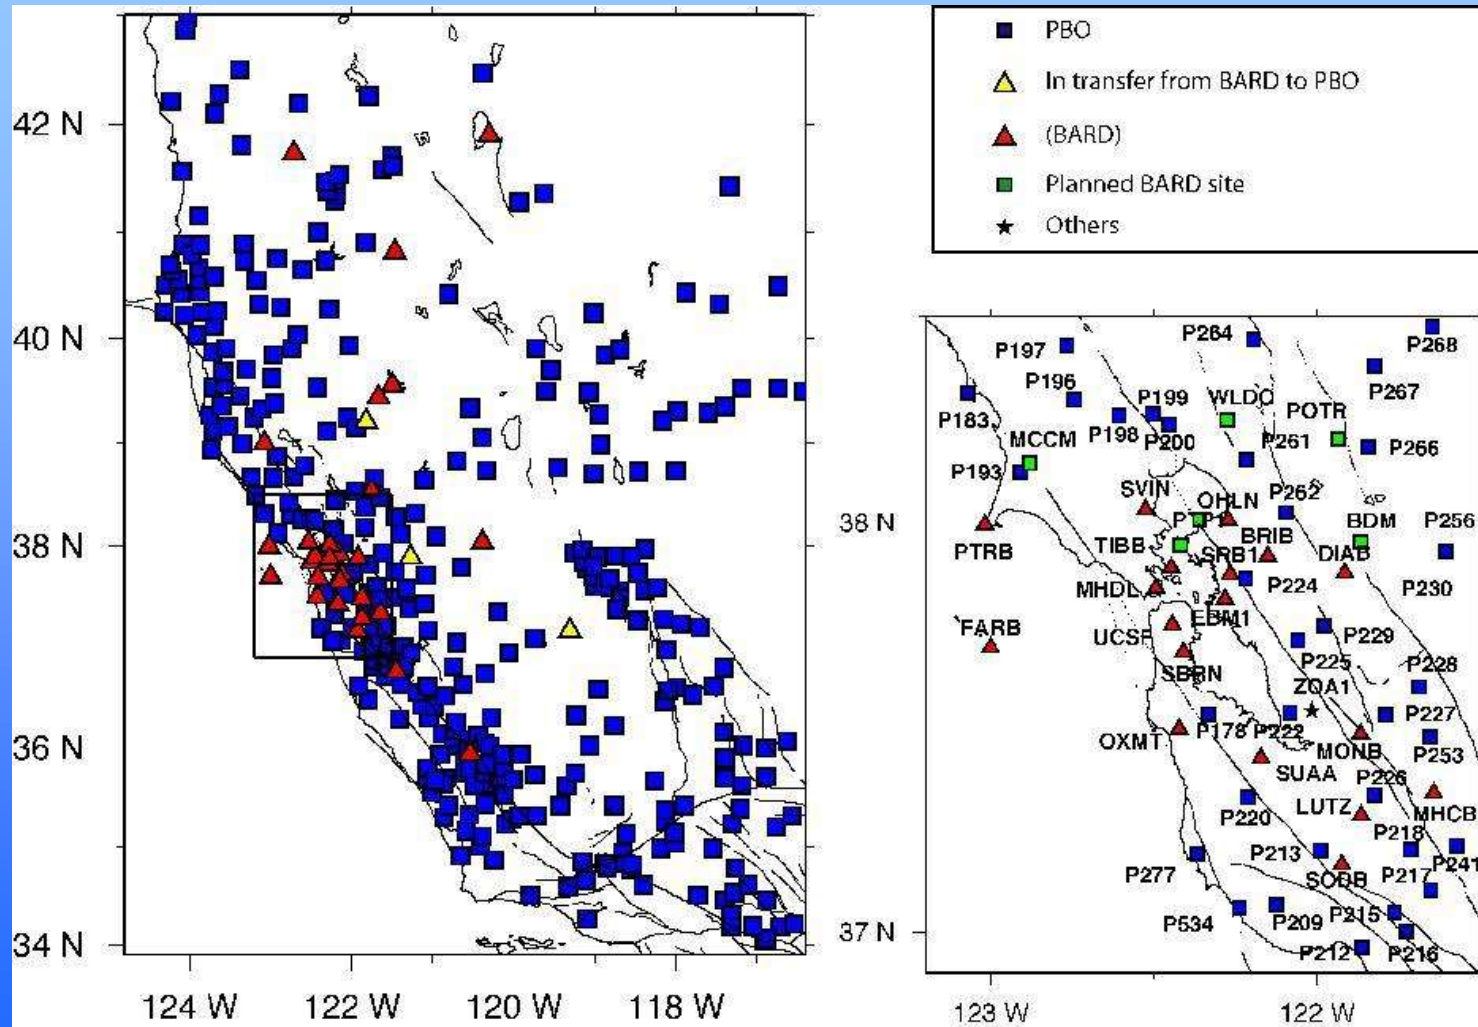 42 N
40 N
38 N
36 N
34 N
124 W 122 W 120 W 118 W
PBO
In transfer from BARD to PBO
(BARD)
Planned BARD site
Others
P264
P268
P197
P267
P196
P199
WLDC
POTR
P183
P198
P200
P261
P266
MCCM
P193
SVIN
OHLN
P262
38 N
BDM
P256
PTRB
TIBB
SRB1
BRIB
DIAB
MHDL
P224
P230
FARB
UCSF
EBM1
P229
SBRN
P225
P228
ZOA1
OXMT
P178
P222
MONB
P227
P253
SUAA
P226
P220
LUTZ
MHCB
P218
P213
P241
P277
SODB
P217
P534
P209
P215
37 N
P212
P216
123 W 122 W